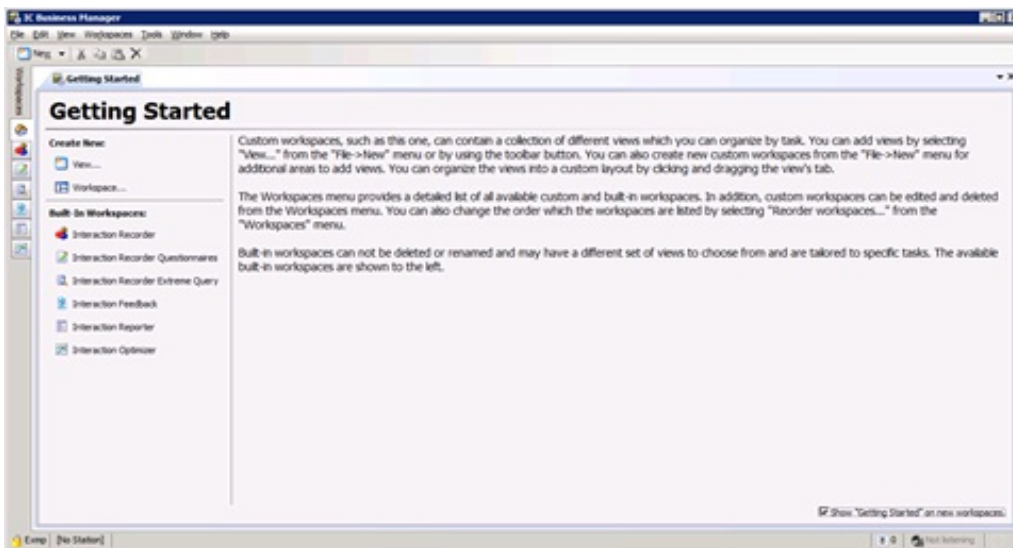 IC Business Manager
File Edit View Workspaces Tools Window Help
New
Workspaces
Getting Started
Getting Started
Create New:
View...
Workspace...
Built-In Workspaces:
Interaction Recorder
Interaction Recorder Questionnaires
Interaction Recorder Extreme Query
Interaction Feedback
Interaction Reporter
Interaction Optimizer
Custom workspaces, such as this one, can contain a collection of different views which you can organize by task. You can add views by selecting
"View..." from the "File->New" menu or by using the toolbar button. You can also create new custom workspaces from the "File->New" menu for
additional areas to add views. You can organize the views into a custom layout by clicking and dragging the view's tab.
The Workspaces menu provides a detailed list of all available custom and built-in workspaces. In addition, custom workspaces can be edited and deleted
from the Workspaces menu. You can also change the order which the workspaces are listed by selecting "Reorder workspaces..." from the
"Workspaces" menu.
Built-in workspaces can not be deleted or renamed and may have a different set of views to choose from and are tailored to specific tasks. The available
built-in workspaces are shown to the left.
Show "Getting Started" on new workspaces.
[No Station]
0
Not listening